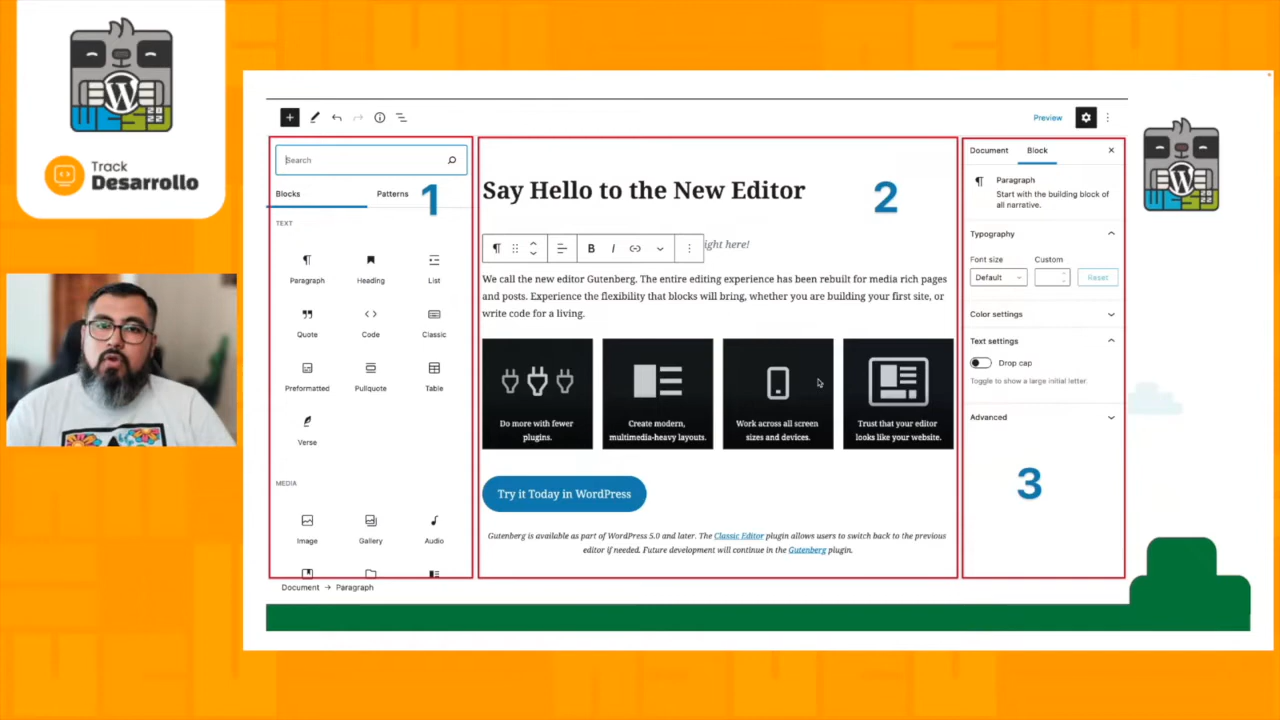 W
WES
20
22
Track
Desarrollo
Preview
Search
Blocks
Patterns
1
TEXT
Paragraph
Heading
List
Quote
Code
Classic
Preformatted
Pullquote
Table
Verse
MEDIA
Image
Gallery
Audio
Document → Paragraph
Say Hello to the New Editor
2
B I
ight here!
We call the new editor Gutenberg. The entire editing experience has been rebuilt for media rich pages
and posts. Experience the flexibility that blocks will bring, whether you are building your first site, or
write code for a living.
Do more with fewer
plugins.
Create modern,
multimedia-heavy layouts.
Work across all screen
sizes and devices.
Trust that your editor
looks like your website.
Try it Today in WordPress
Gutenberg is available as part of WordPress 5.0 and later. The Classic Editor plugin allows users to switch back to the previous
editor if needed. Future development will continue in the Gutenberg plugin.
Document
Block
Paragraph
Start with the building block of
all narrative.
Typography
Font size
Custom
Default
Reset
Color settings
Text settings
Drop cap
Toggle to show a large initial letter.
Advanced
3
W
WES